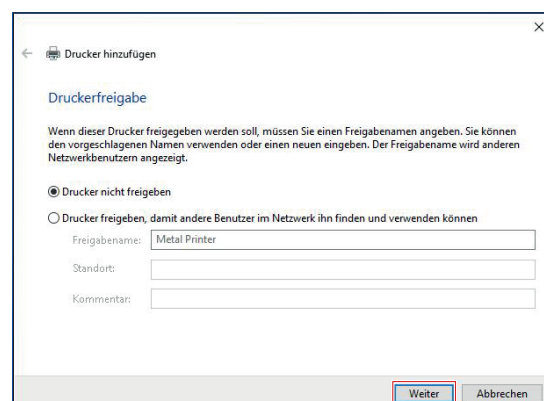 Drucker hinzufügen
Druckerfreigabe
Wenn dieser Drucker freigegeben werden soll, müssen Sie einen Freigabenamen angeben. Sie können
den vorgeschlagenen Namen verwenden oder einen neuen eingeben. Der Freigabename wird anderen
Netzwerkbenutzern angezeigt.
Drucker nicht freigeben
Drucker freigeben, damit andere Benutzer im Netzwerk ihn finden und verwenden können
Freigabename: Metal Printer
Standort:
Kommentar:
Weiter Abbrechen